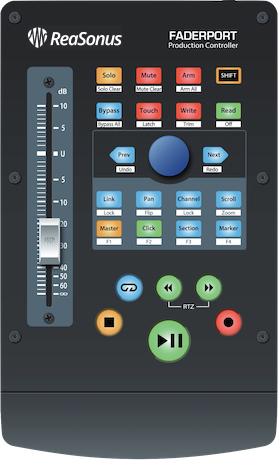 ReaSonus
FADERPORT
Production Controller
dB
10
5
U
5
10
20
30
40
50
60
∞
Solo Mute Arm SHIFT
Solo Clear Mute Clear Arm All
Bypass Touch Write Read
Bypass All Latch Trim Off
Prev Next
Undo Redo
Link Pan Channel Scroll
Lock Flip Lock Zoom
Master Click Section Marker
F1 F2 F3 F4
RTZ